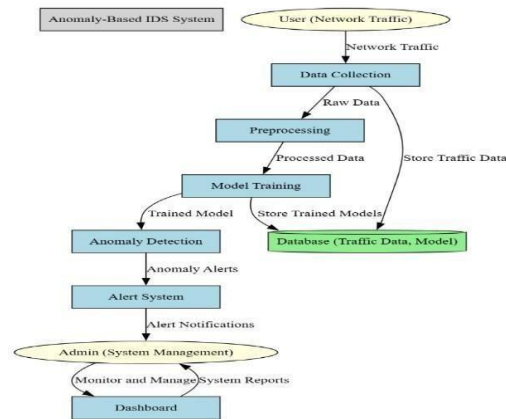 Anomaly-Based IDS System
User (Network Traffic)
Network Traffic
Data Collection
Raw Data
Preprocessing
Processed Data
Store Traffic Data
Model Training
Trained Model
Store Trained Models
Anomaly Detection
Database (Traffic Data, Model)
Anomaly Alerts
Alert System
Alert Notifications
Admin (System Management)
Monitor and Manage
System Reports
Dashboard